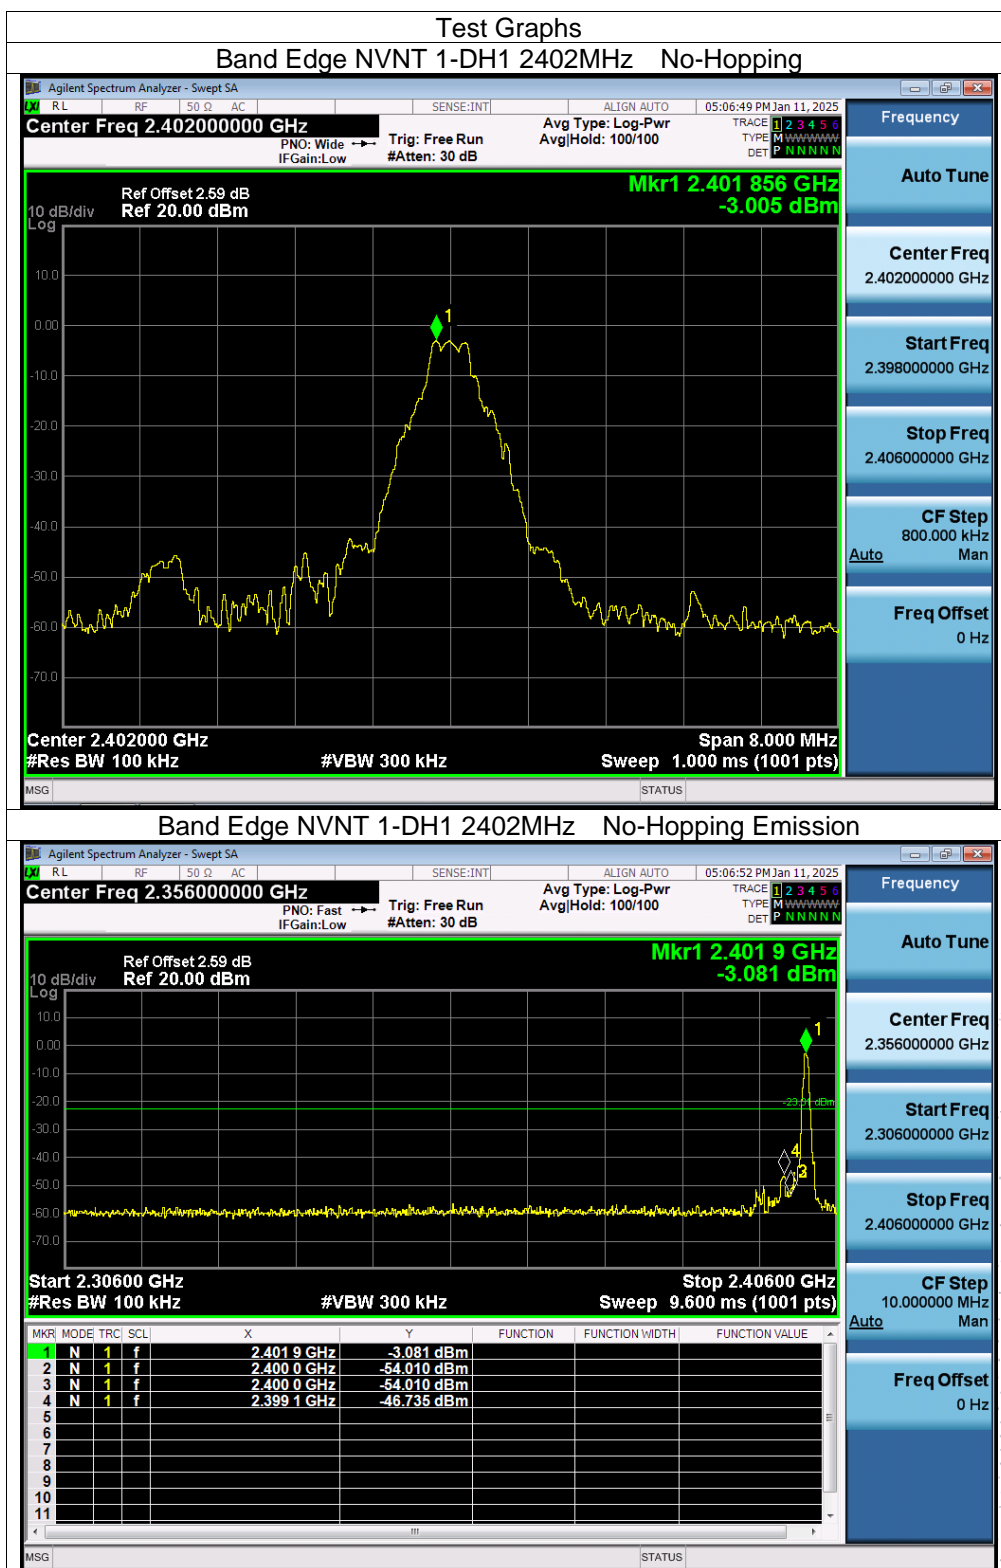 Test Graphs
Band Edge NVNT 1-DH1 2402MHz No-Hopping
Agilent Spectrum Analyzer - Swept SA
LXI RL RF 50 Ω AC SENSE:INT ALIGN AUTO 05:06:49 PM Jan 11, 2025
Center Freq 2.402000000 GHz
PNO: Wide
IFGain:Low
Trig: Free Run
#Atten: 30 dB
Avg Type: Log-Pwr
Avg|Hold: 100/100
TRACE 1 2 3 4 5 6
TYPE M WWWWW
DET P N N N N N
Mkr1 2.401 856 GHz
-3.005 dBm
Ref Offset 2.59 dB
10 dB/div Ref 20.00 dBm
Log
10.0
0.00
-10.0
-20.0
-30.0
-40.0
-50.0
-60.0
-70.0
1
Center 2.402000 GHz Span 8.000 MHz
#Res BW 100 kHz #VBW 300 kHz Sweep 1.000 ms (1001 pts)
MSG STATUS
Frequency
Auto Tune
Center Freq
2.402000000 GHz
Start Freq
2.398000000 GHz
Stop Freq
2.406000000 GHz
CF Step
800.000 kHz
Auto Man
Freq Offset
0 Hz
Band Edge NVNT 1-DH1 2402MHz No-Hopping Emission
Agilent Spectrum Analyzer - Swept SA
LXI RL RF 50 Ω AC SENSE:INT ALIGN AUTO 05:06:52 PM Jan 11, 2025
Center Freq 2.356000000 GHz
PNO: Fast
IFGain:Low
Trig: Free Run
#Atten: 30 dB
Avg Type: Log-Pwr
Avg|Hold: 100/100
TRACE 1 2 3 4 5 6
TYPE M WWWWW
DET P N N N N N
Mkr1 2.401 9 GHz
-3.081 dBm
Ref Offset 2.59 dB
10 dB/div Ref 20.00 dBm
Log
10.0
0.00
-10.0
-20.0
-30.0
-40.0
-50.0
-60.0
-70.0
1
-23.01 dBm
4
3
Start 2.30600 GHz Stop 2.40600 GHz
#Res BW 100 kHz #VBW 300 kHz Sweep 9.600 ms (1001 pts)
MKR MODE TRC SCL X Y FUNCTION FUNCTION WIDTH FUNCTION VALUE
1 N 1 f 2.401 9 GHz -3.081 dBm
2 N 1 f 2.400 0 GHz -54.010 dBm
3 N 1 f 2.400 0 GHz -54.010 dBm
4 N 1 f 2.399 1 GHz -46.735 dBm
5
6
7
8
9
10
11
MSG STATUS
Frequency
Auto Tune
Center Freq
2.356000000 GHz
Start Freq
2.306000000 GHz
Stop Freq
2.406000000 GHz
CF Step
10.000000 MHz
Auto Man
Freq Offset
0 Hz